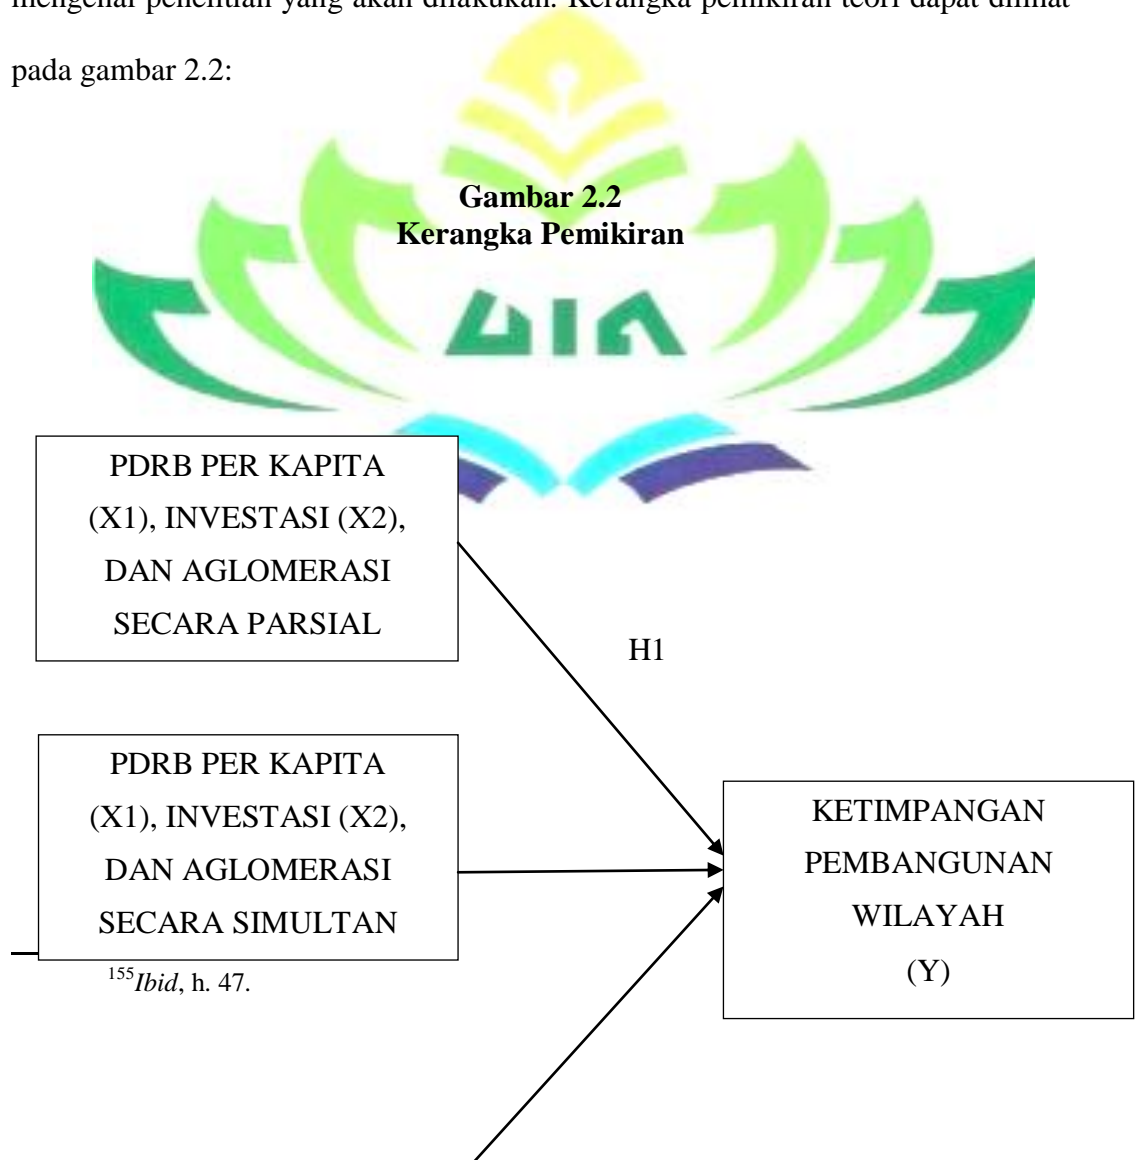 mengenai penelitian yang akan dilakukan. Kerangka pemikiran teori dapat dilihat
pada gambar 2.2:
Gambar 2.2
Kerangka Pemikiran
UIN
PDRB PER KAPITA
(X1), INVESTASI (X2),
DAN AGLOMERASI
SECARA PARSIAL
H1
PDRB PER KAPITA
(X1), INVESTASI (X2),
DAN AGLOMERASI
SECARA SIMULTAN
KETIMPANGAN
PEMBANGUNAN
WILAYAH
(Y)
155Ibid, h. 47.